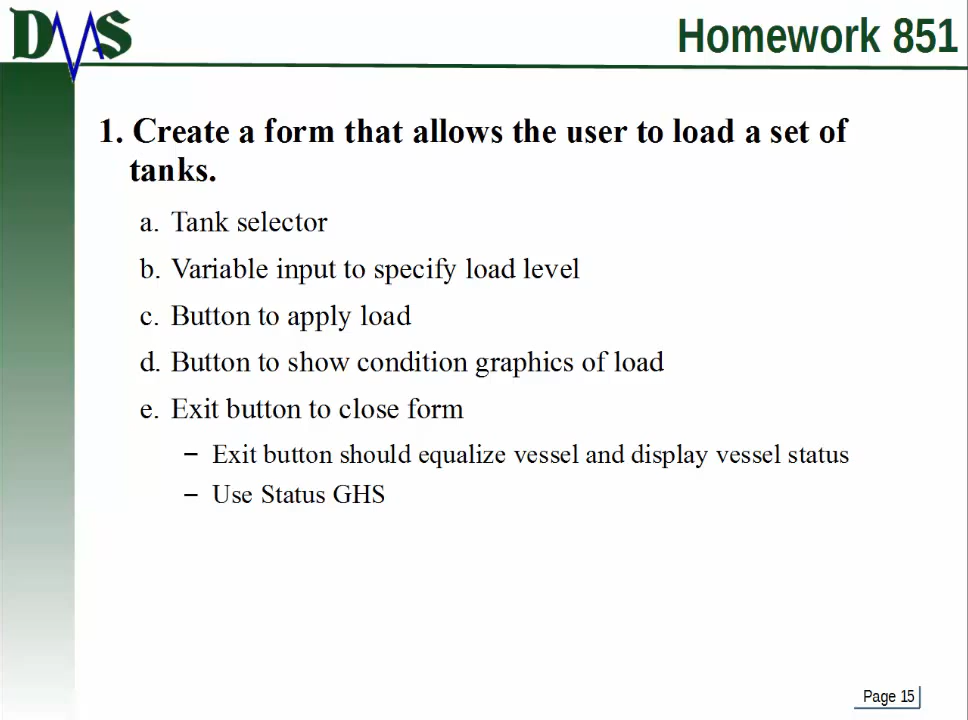 DMS
Homework 851
1. Create a form that allows the user to load a set of
tanks.
a. Tank selector
b. Variable input to specify load level
c. Button to apply load
d. Button to show condition graphics of load
e. Exit button to close form
– Exit button should equalize vessel and display vessel status
– Use Status GHS
Page 15